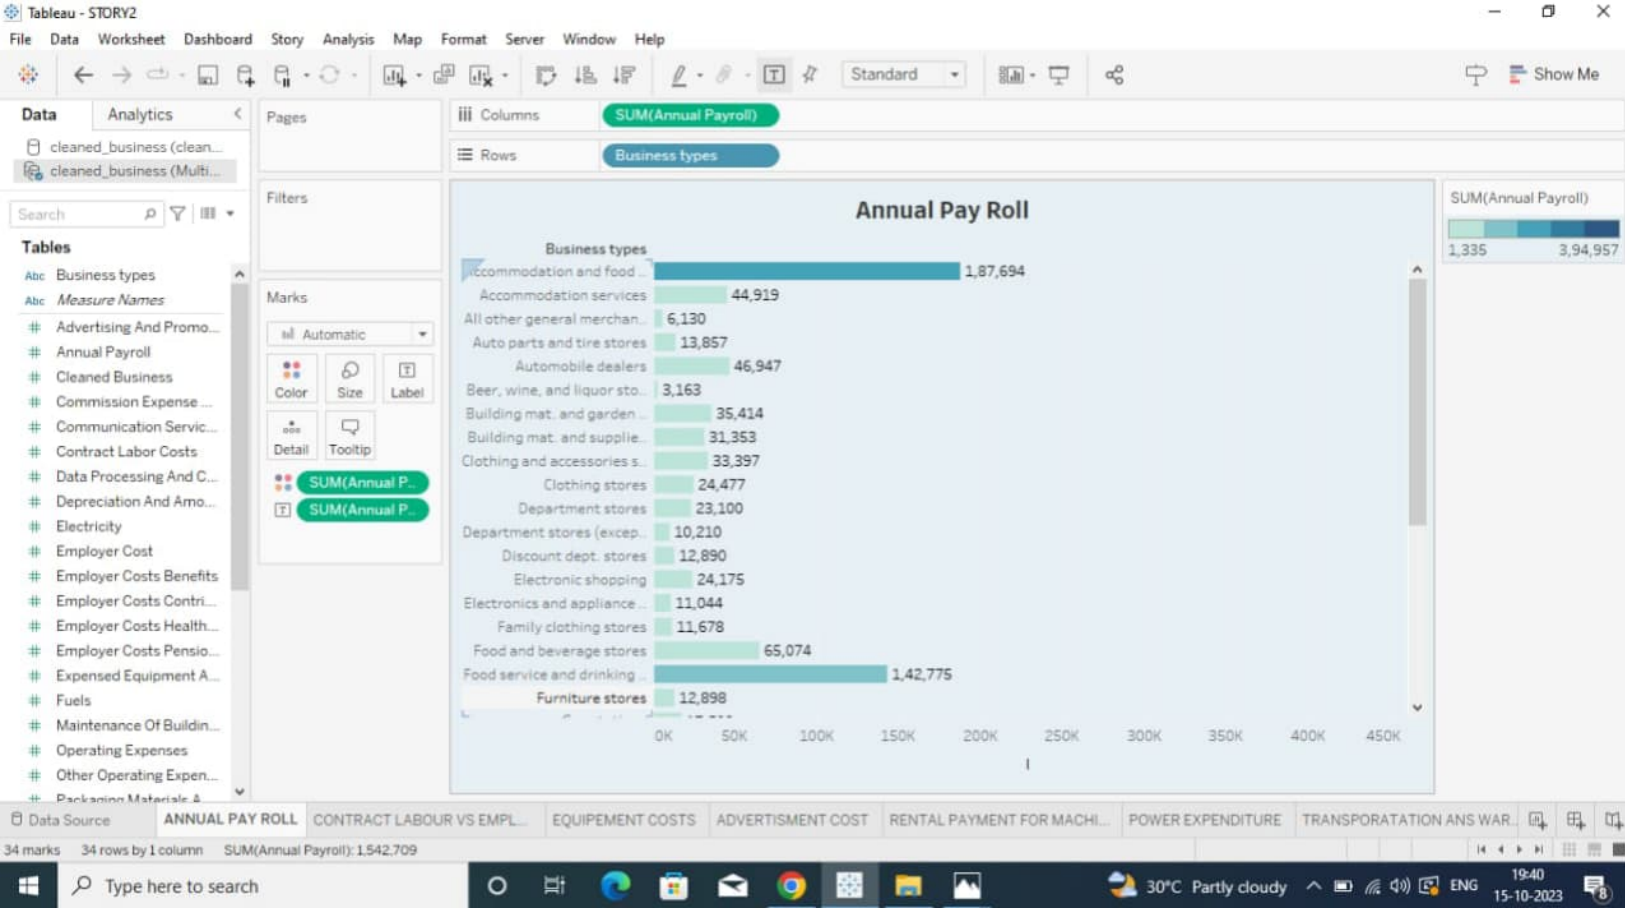 Tableau - STORY2
File Data Worksheet Dashboard Story Analysis Map Format Server Window Help
Standard
Show Me
Data Analytics
cleaned_business (clean...
cleaned_business (Multi...
Search
Tables
Abc Business types
Abc Measure Names
# Advertising And Promo...
# Annual Payroll
# Cleaned Business
# Commission Expense ...
# Communication Servic...
# Contract Labor Costs
# Data Processing And C...
# Depreciation And Amo...
# Electricity
# Employer Cost
# Employer Costs Benefits
# Employer Costs Contri...
# Employer Costs Health...
# Employer Costs Pensio...
# Expensed Equipment A...
# Fuels
# Maintenance Of Buildin...
# Operating Expenses
# Other Operating Expen...
# Packaging Materials A
Pages
Filters
Marks
Automatic
Color Size Label
Detail Tooltip
SUM(Annual P..
SUM(Annual P..
Columns SUM(Annual Payroll)
Rows Business types
Annual Pay Roll
Business types
ccommodation and food .. 1,87,694
Accommodation services 44,919
All other general merchan.. 6,130
Auto parts and tire stores 13,857
Automobile dealers 46,947
Beer, wine, and liquor sto.. 3,163
Building mat. and garden .. 35,414
Building mat. and supplie.. 31,353
Clothing and accessories s.. 33,397
Clothing stores 24,477
Department stores 23,100
Department stores (excep.. 10,210
Discount dept. stores 12,890
Electronic shopping 24,175
Electronics and appliance.. 11,044
Family clothing stores 11,678
Food and beverage stores 65,074
Food service and drinking .. 1,42,775
Furniture stores 12,898
0K 50K 100K 150K 200K 250K 300K 350K 400K 450K
SUM(Annual Payroll)
1,335 3,94,957
Data Source ANNUAL PAY ROLL CONTRACT LABOUR VS EMPL... EQUIPEMENT COSTS ADVERTISMENT COST RENTAL PAYMENT FOR MACHI... POWER EXPENDITURE TRANSPORATATION ANS WAR..
34 marks 34 rows by 1 column SUM(Annual Payroll): 1,542,709
Type here to search
30°C Partly cloudy
ENG
19:40
15-10-2023
8